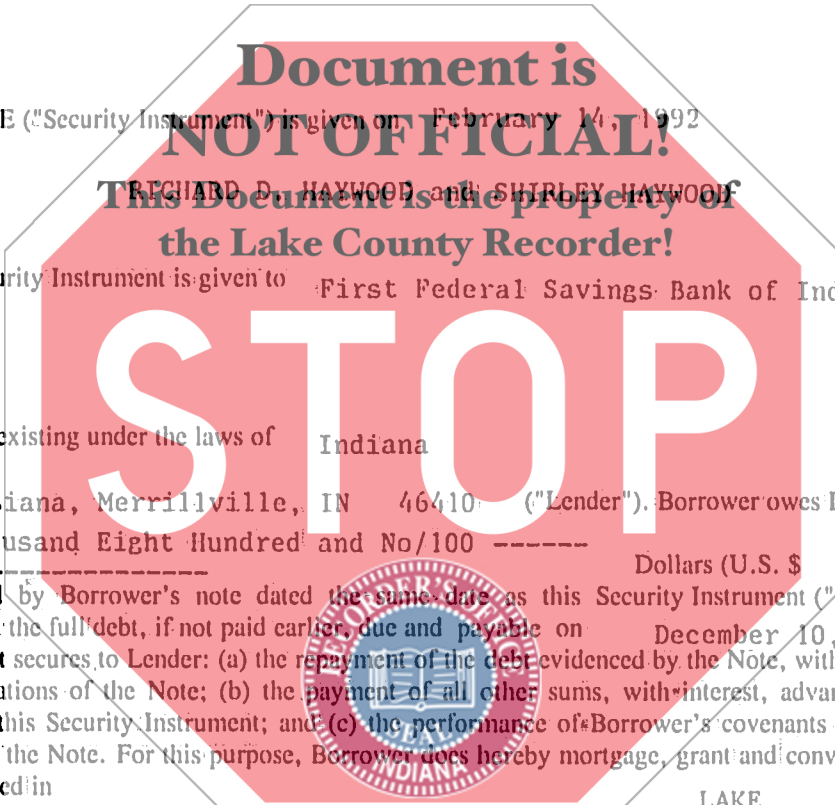 Document is
E ("Security Instrument") is given on February 14, 1992
NOT OFFICIAL!
RICHARD D. HAYWOOD and SHIRLEY HAYWOOD
This Document is the property of
the Lake County Recorder!
rity Instrument is given to First Federal Savings Bank of Ind
STOP
existing under the laws of Indiana
iana, Merrillville, IN 46410 ("Lender"). Borrower owes
usand Eight Hundred and No/100 ------
--------------- Dollars (U.S. $
by Borrower's note dated the same date as this Security Instrument ("
the full debt, if not paid earlier, due and payable on December 10,
t secures to Lender: (a) the repayment of the debt evidenced by the Note, with
ations of the Note; (b) the payment of all other sums, with interest, advan
this Security Instrument; and (c) the performance of Borrower's covenants
the Note. For this purpose, Borrower does hereby mortgage, grant and conv
ed in LAKE
RECORDER'S
SEAL
INDIANA